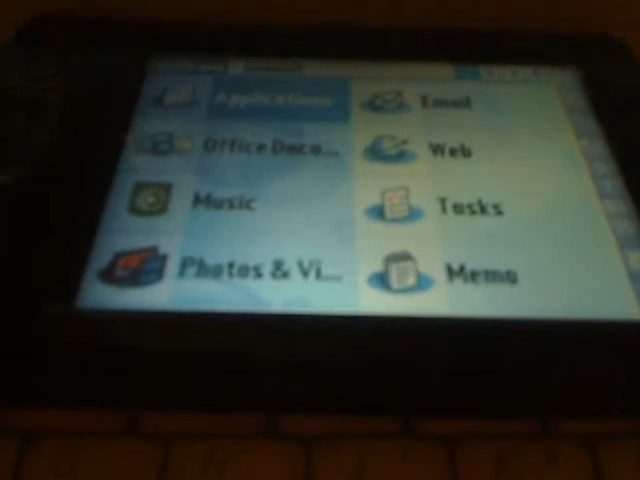 Applications
Email
Office Docu...
Web
Music
Tasks
Photos & Vi...
Memo